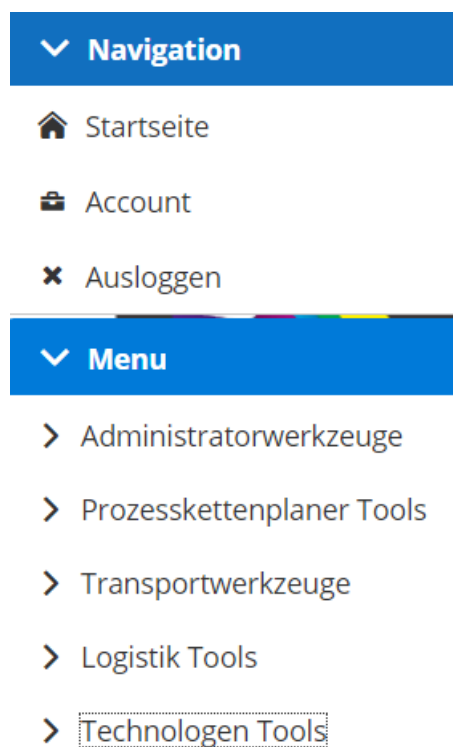 Navigation
Startseite
Account
Ausloggen
Menu
Administratorwerkzeuge
Prozesskettenplaner Tools
Transportwerkzeuge
Logistik Tools
Technologen Tools